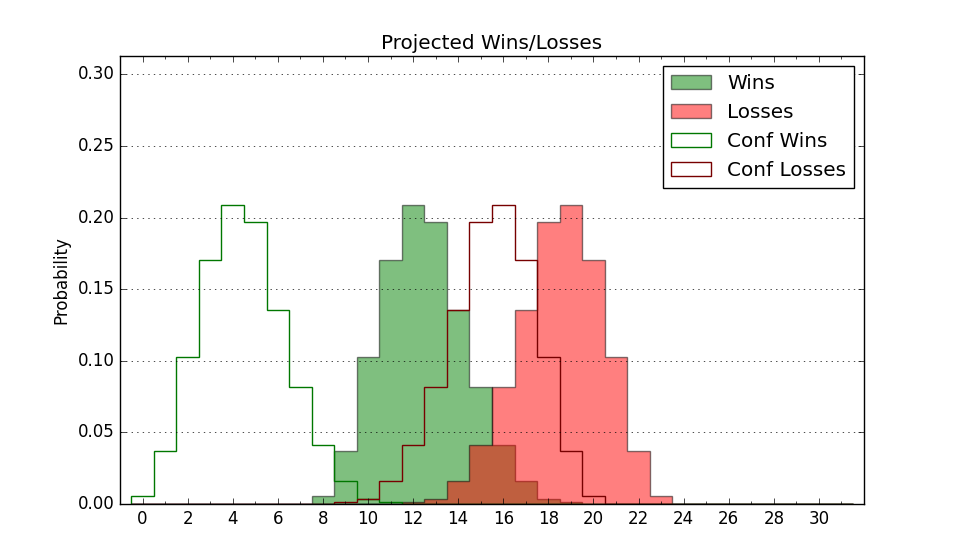 Projected Wins/Losses
Wins
Losses
Conf Wins
Conf Losses
Probability
0.30
0.25
0.20
0.15
0.10
0.05
0.00
0 2 4 6 8 10 12 14 16 18 20 22 24 26 28 30